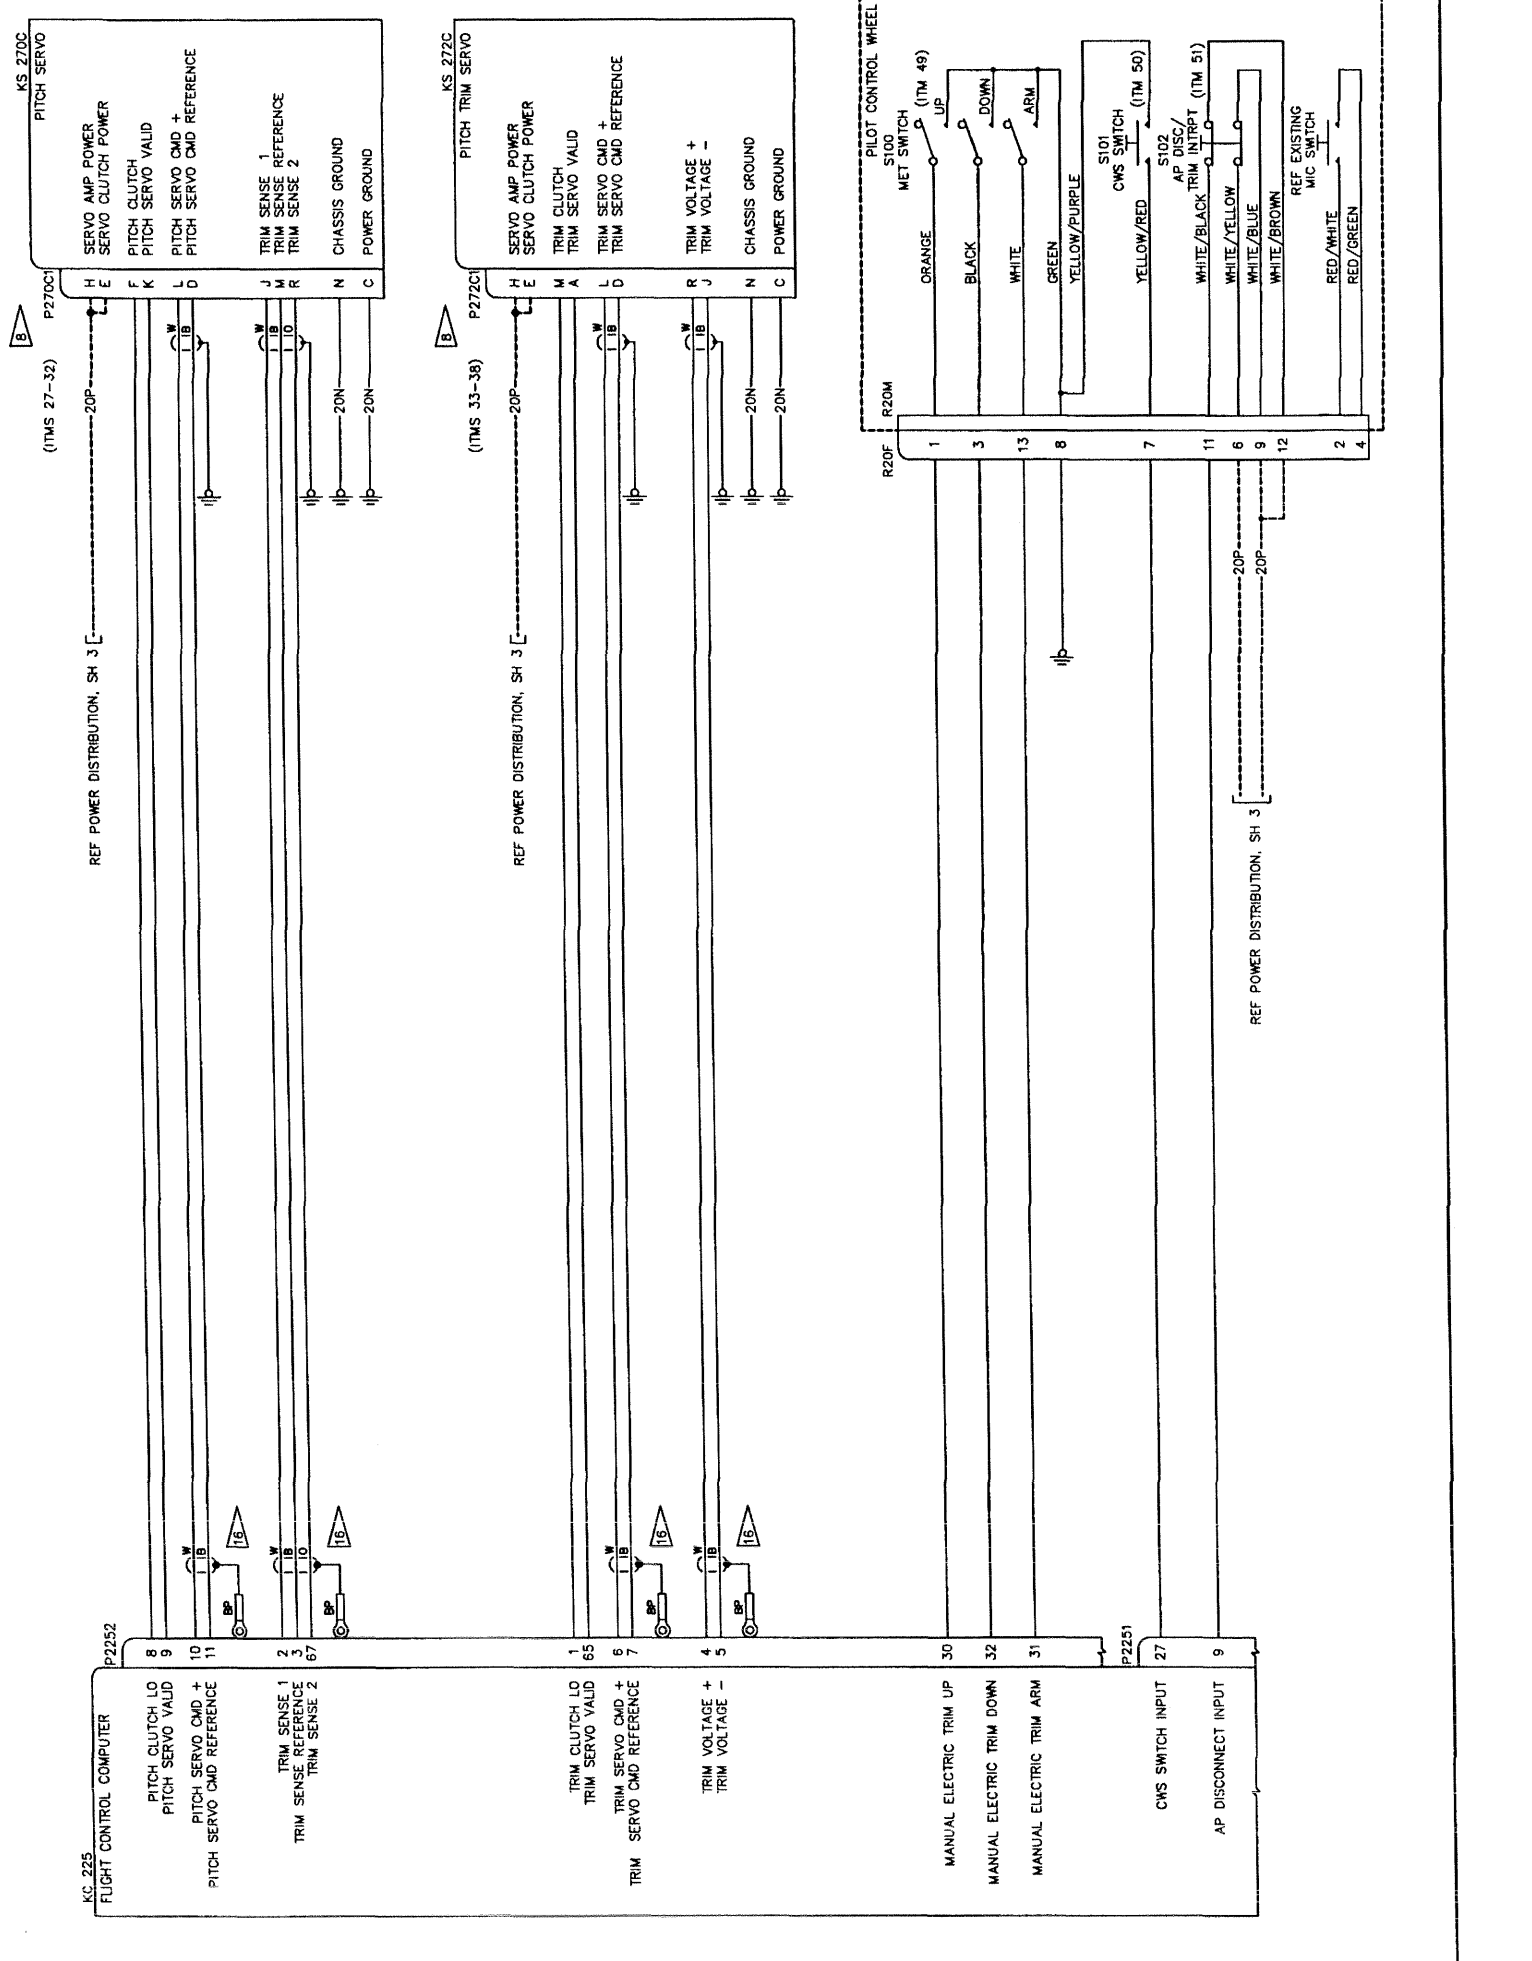 KC 225
FLIGHT CONTROL COMPUTER
P2252
PITCH CLUTCH LO 8
PITCH SERVO VALID 9
PITCH SERVO CMD + 10
PITCH SERVO CMD REFERENCE 11
TRIM SENSE 1 2
TRIM SENSE REFERENCE 3
TRIM SENSE 2 67
TRIM CLUTCH LO 1
TRIM SERVO VALID 65
TRIM SERVO CMD + 6
TRIM SERVO CMD REFERENCE 7
TRIM VOLTAGE + 4
TRIM VOLTAGE - 5
MANUAL ELECTRIC TRIM UP 30
MANUAL ELECTRIC TRIM DOWN 32
MANUAL ELECTRIC TRIM ARM 31
P2251
CWS SWITCH INPUT 27
AP DISCONNECT INPUT 9
W
B
BP
16
W
B
O
BP
16
W
B
BP
16
W
B
BP
16
REF POWER DISTRIBUTION, SH 3
20P
(ITMS 27-32)
8
W
B
W
B
O
20N
20N
P270C1
KS 270C
PITCH SERVO
H SERVO AMP POWER
E SERVO CLUTCH POWER
F PITCH CLUTCH
K PITCH SERVO VALID
L PITCH SERVO CMD +
D PITCH SERVO CMD REFERENCE
J TRIM SENSE 1
M TRIM SENSE REFERENCE
R TRIM SENSE 2
N CHASSIS GROUND
C POWER GROUND
REF POWER DISTRIBUTION, SH 3
20P
(ITMS 33-38)
8
W
B
W
B
20N
20N
P272C1
KS 272C
PITCH TRIM SERVO
H SERVO AMP POWER
E SERVO CLUTCH POWER
M TRIM CLUTCH
A TRIM SERVO VALID
L TRIM SERVO CMD +
D TRIM SERVO CMD REFERENCE
R TRIM VOLTAGE +
J TRIM VOLTAGE -
N CHASSIS GROUND
C POWER GROUND
REF POWER DISTRIBUTION, SH 3
20P
20P
R20F
R20M
PILOT CONTROL WHEEL
S100
MET SWITCH
(ITM 49)
1 ORANGE UP
3 BLACK DOWN
13 WHITE ARM
8 GREEN
YELLOW/PURPLE
S101
CWS SWITCH
(ITM 50)
7 YELLOW/RED
S102
AP DISC/
TRIM INTRPT
(ITM 51)
11 WHITE/BLACK
6 WHITE/YELLOW
9 WHITE/BLUE
12 WHITE/BROWN
REF EXISTING
MIC SWITCH
2 RED/WHITE
4 RED/GREEN